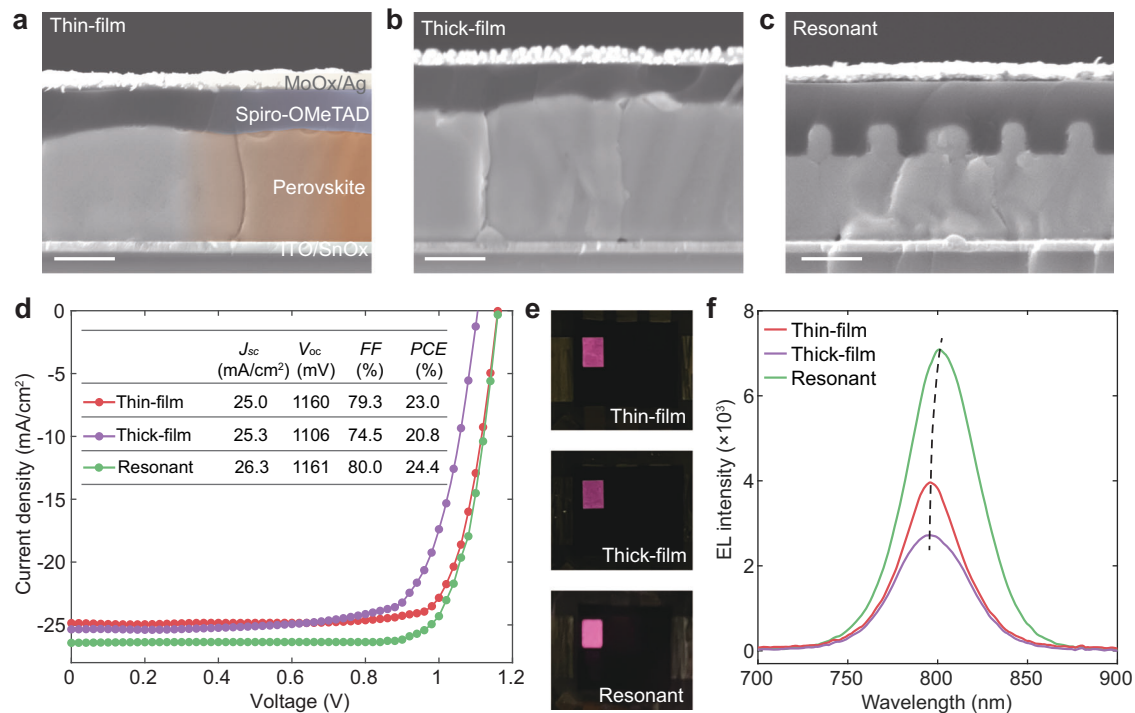 a
Thin-film
MoOx/Ag
Spiro-OMeTAD
Perovskite
ITO/SnOx
b
Thick-film
c
Resonant
d
Jsc Voc FF PCE
(mA/cm²) (mV) (%) (%)
Thin-film 25.0 1160 79.3 23.0
Thick-film 25.3 1106 74.5 20.8
Resonant 26.3 1161 80.0 24.4
Current density (mA/cm²)
0
-5
-10
-15
-20
-25
0 0.2 0.4 0.6 0.8 1.0 1.2
Voltage (V)
e
Thin-film
Thick-film
Resonant
f
Thin-film
Thick-film
Resonant
EL intensity (×10³)
8
6
4
2
0
700 750 800 850 900
Wavelength (nm)